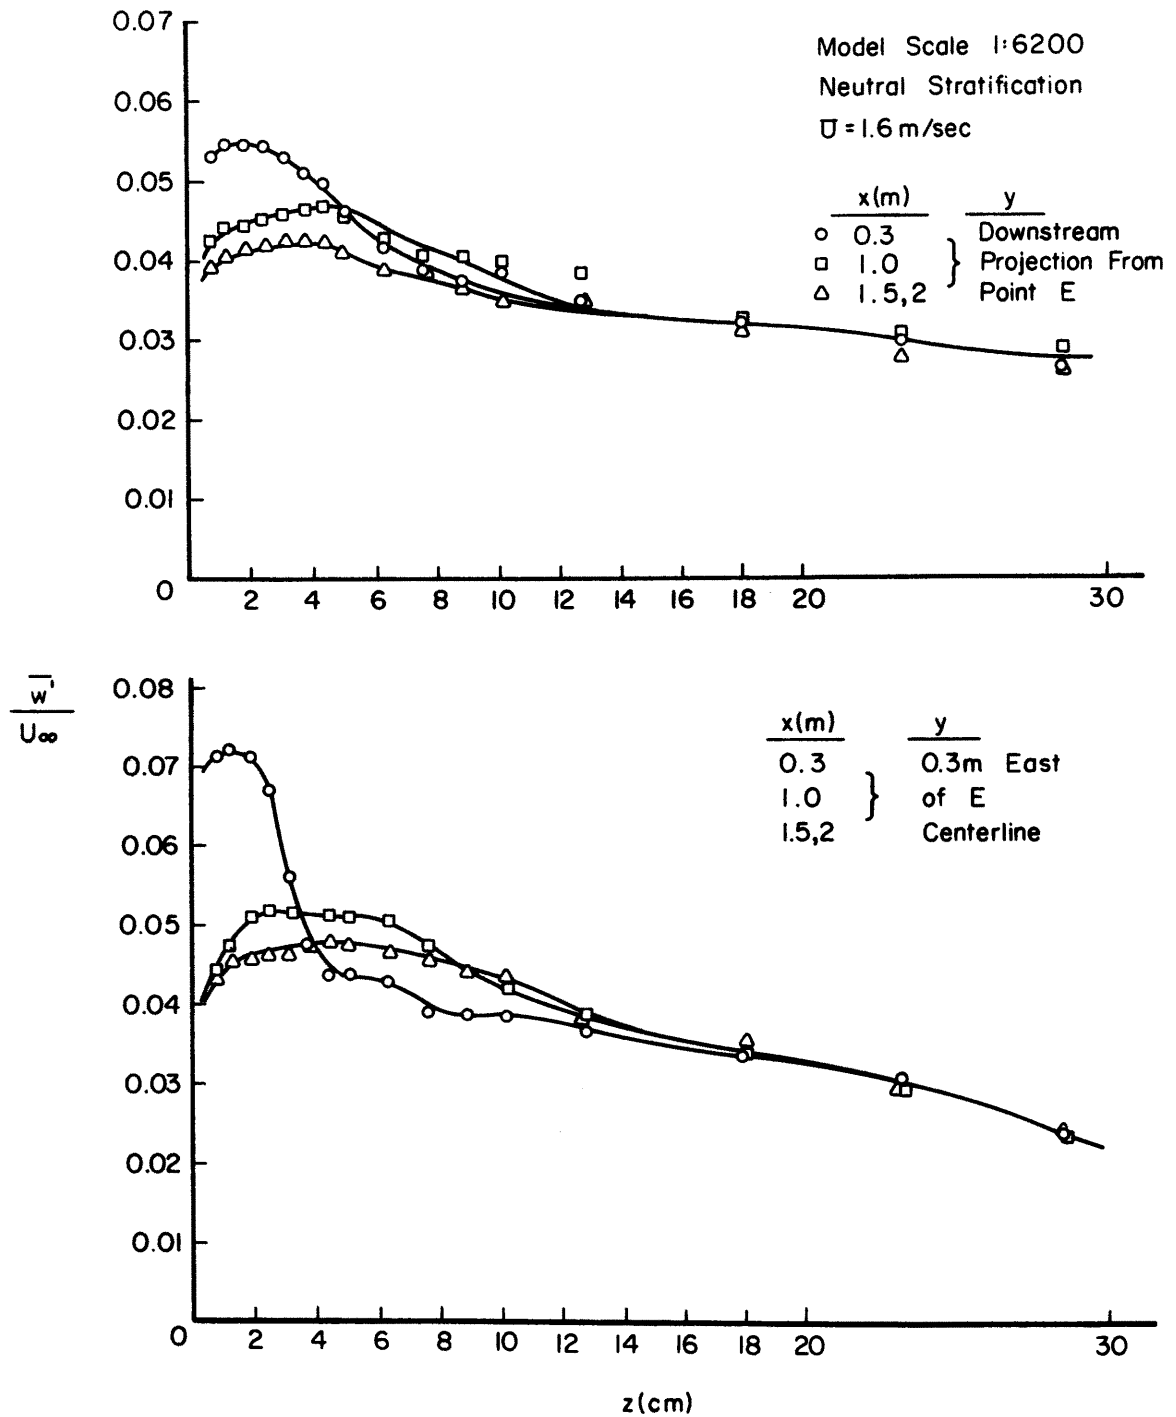 0.07
Model Scale 1:6200
0.06
Neutral Stratification
U̅ = 1.6 m/sec
0.05
x(m) y
0.3 Downstream
0.04
1.0 } Projection From
1.5,2 Point E
0.03
0.02
0.01
0
2 4 6 8 10 12 14 16 18 20 30
w̅'
U∞
0.08
x(m) y
0.07
0.3 0.3m East
1.0 } of E
1.5,2 Centerline
0.06
0.05
0.04
0.03
0.02
0.01
0
2 4 6 8 10 12 14 16 18 20 30
z(cm)